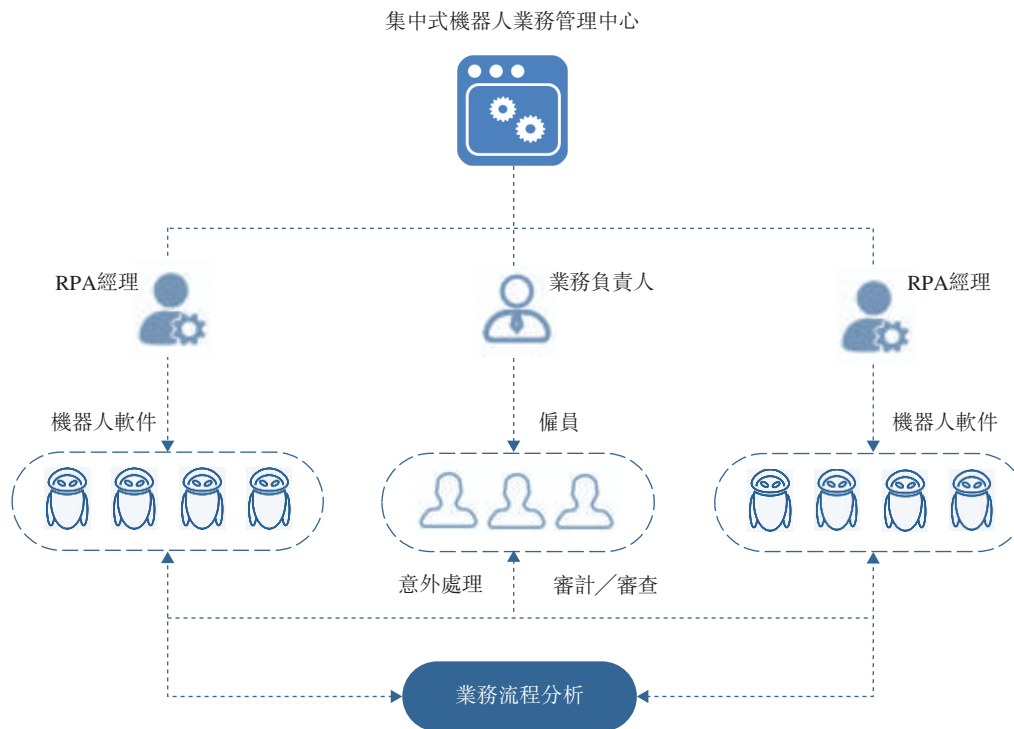 集中式機器人業務管理中心
RPA經理
業務負責人
RPA經理
機器人軟件
僱員
機器人軟件
意外處理
審計／審查
業務流程分析